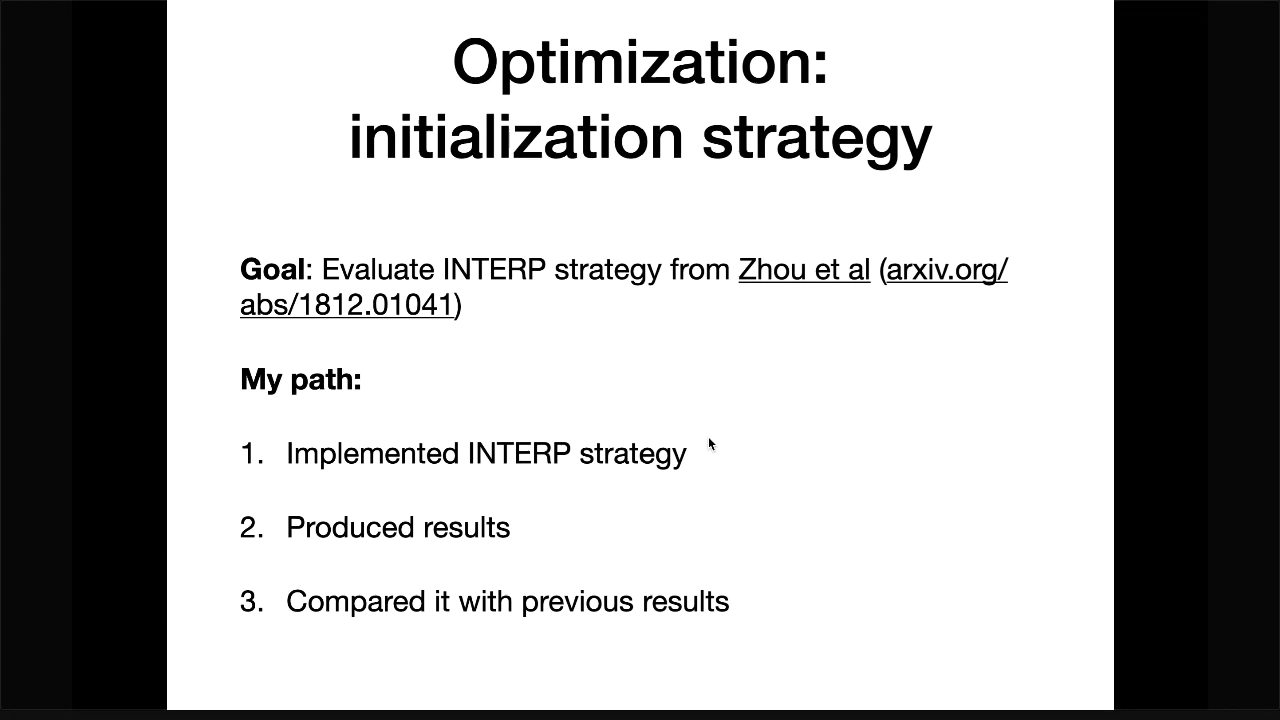 Optimization:
initialization strategy
Goal: Evaluate INTERP strategy from Zhou et al (arxiv.org/
abs/1812.01041)
My path:
1. Implemented INTERP strategy
2. Produced results
3. Compared it with previous results